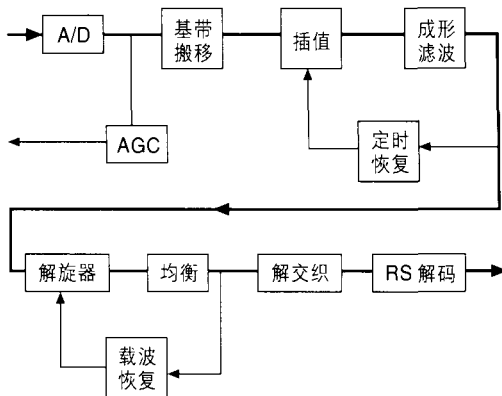 A/D
基带
搬移
插值
成形
滤波
AGC
定时
恢复
解旋器
均衡
解交织
RS 解码
载波
恢复